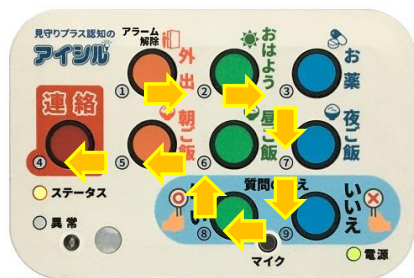 見守りプラス認知の
アイシル
アラーム
解除
外出
おはよう
お薬
①
②
③
連絡
朝ご飯
昼ご飯
夜ご飯
④
⑤
⑥
⑦
ステータス
質問の
え
いいえ
異常
⑧
⑨
マイク
電源